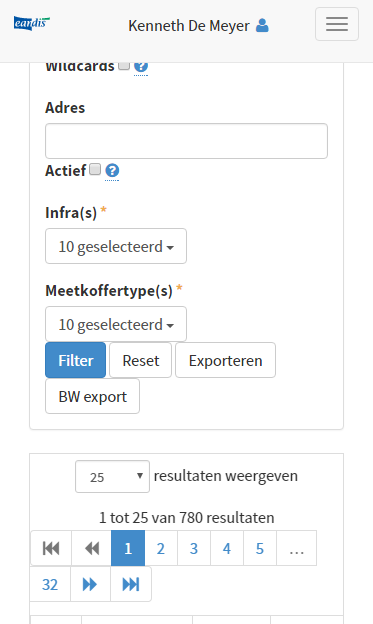 eandis
Kenneth De Meyer
Wildcards ?
Adres
Actief ?
Infra(s) *
10 geselecteerd
Meetkoffertype(s) *
10 geselecteerd
Filter Reset Exporteren
BW export
25 resultaten weergeven
1 tot 25 van 780 resultaten
1 2 3 4 5 ...
32